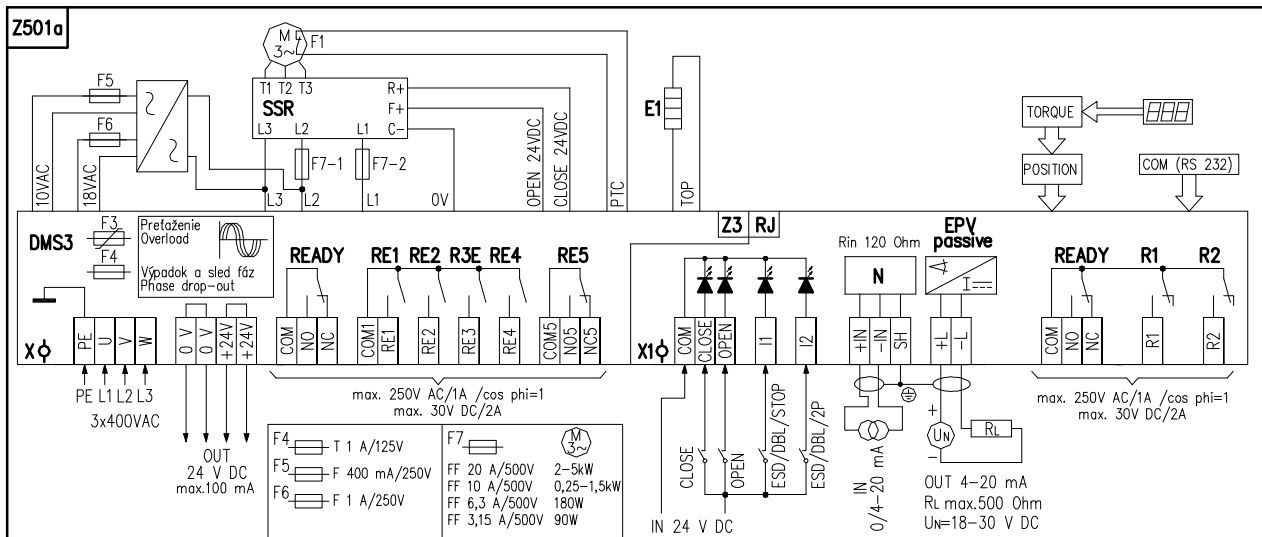 Z501a
M
3~
F1
F5
F6
T1 T2 T3
SSR
R+
F+
C-
L3 L2 L1
F7-1
F7-2
10VAC
18VAC
L3
L2
L1
0V
OPEN 24VDC
CLOSE 24VDC
PTC
E1
TOP
TORQUE
POSITION
COM (RS 232)
DMS3
F3
F4
Preťaženie
Overload
Výpadok a sled fáz
Phase drop-out
READY
RE1
RE2
R3E
RE4
RE5
Z3
RJ
Rin 120 Ohm
N
EPV
passive
I
READY
R1
R2
X
PE
U
V
W
0 V
0 V
+24V
+24V
COM
NO
NC
COM1
RE1
RE2
RE3
RE4
COM5
NO5
NC5
X1
COM
CLOSE
OPEN
I1
I2
+IN
-IN
SH
+L
-L
COM
NO
NC
R1
R2
PE L1 L2 L3
3x400VAC
OUT
24 V DC
max.100 mA
max. 250V AC/1A /cos phi=1
max. 30V DC/2A
F4
T 1 A/125V
F5
F 400 mA/250V
F6
F 1 A/250V
F7
M
3~
FF 20 A/500V 2-5kW
FF 10 A/500V 0,25-1,5kW
FF 6,3 A/500V 180W
FF 3,15 A/500V 90W
CLOSE
OPEN
ESD/DBL/STOP
ESD/DBL/2P
IN 24 V DC
IN
0/4-20 mA
+
UN
-
RL
OUT 4-20 mA
RL max.500 Ohm
UN=18-30 V DC
max. 250V AC/1A /cos phi=1
max. 30V DC/2A